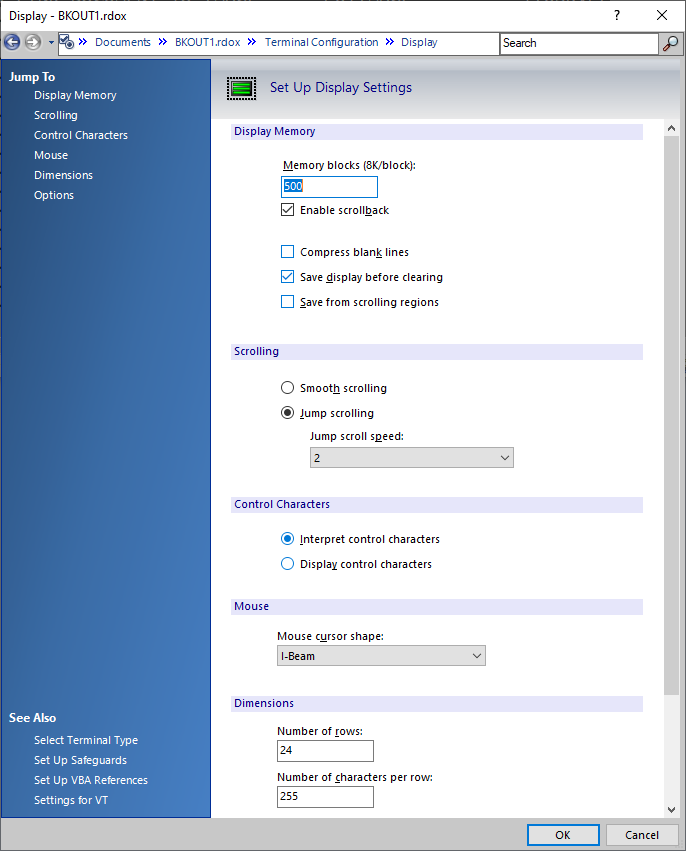 Display - BKOUT1.rdox
?
Documents » BKOUT1.rdox » Terminal Configuration » Display
Search
Jump To
Display Memory
Scrolling
Control Characters
Mouse
Dimensions
Options
See Also
Select Terminal Type
Set Up Safeguards
Set Up VBA References
Settings for VT
Set Up Display Settings
Display Memory
Memory blocks (8K/block):
500
Enable scrollback
Compress blank lines
Save display before clearing
Save from scrolling regions
Scrolling
Smooth scrolling
Jump scrolling
Jump scroll speed:
2
Control Characters
Interpret control characters
Display control characters
Mouse
Mouse cursor shape:
I-Beam
Dimensions
Number of rows:
24
Number of characters per row:
255
OK
Cancel